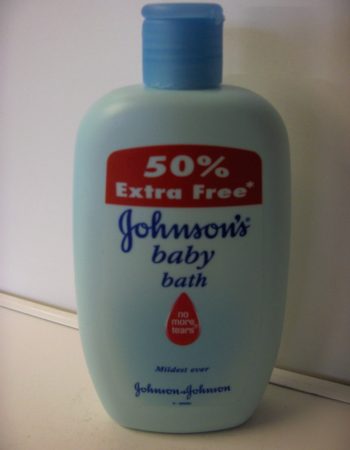 50%
Extra Free*
Johnson's®
baby
bath
no
more
tears®
Mildest ever
Johnson & Johnson